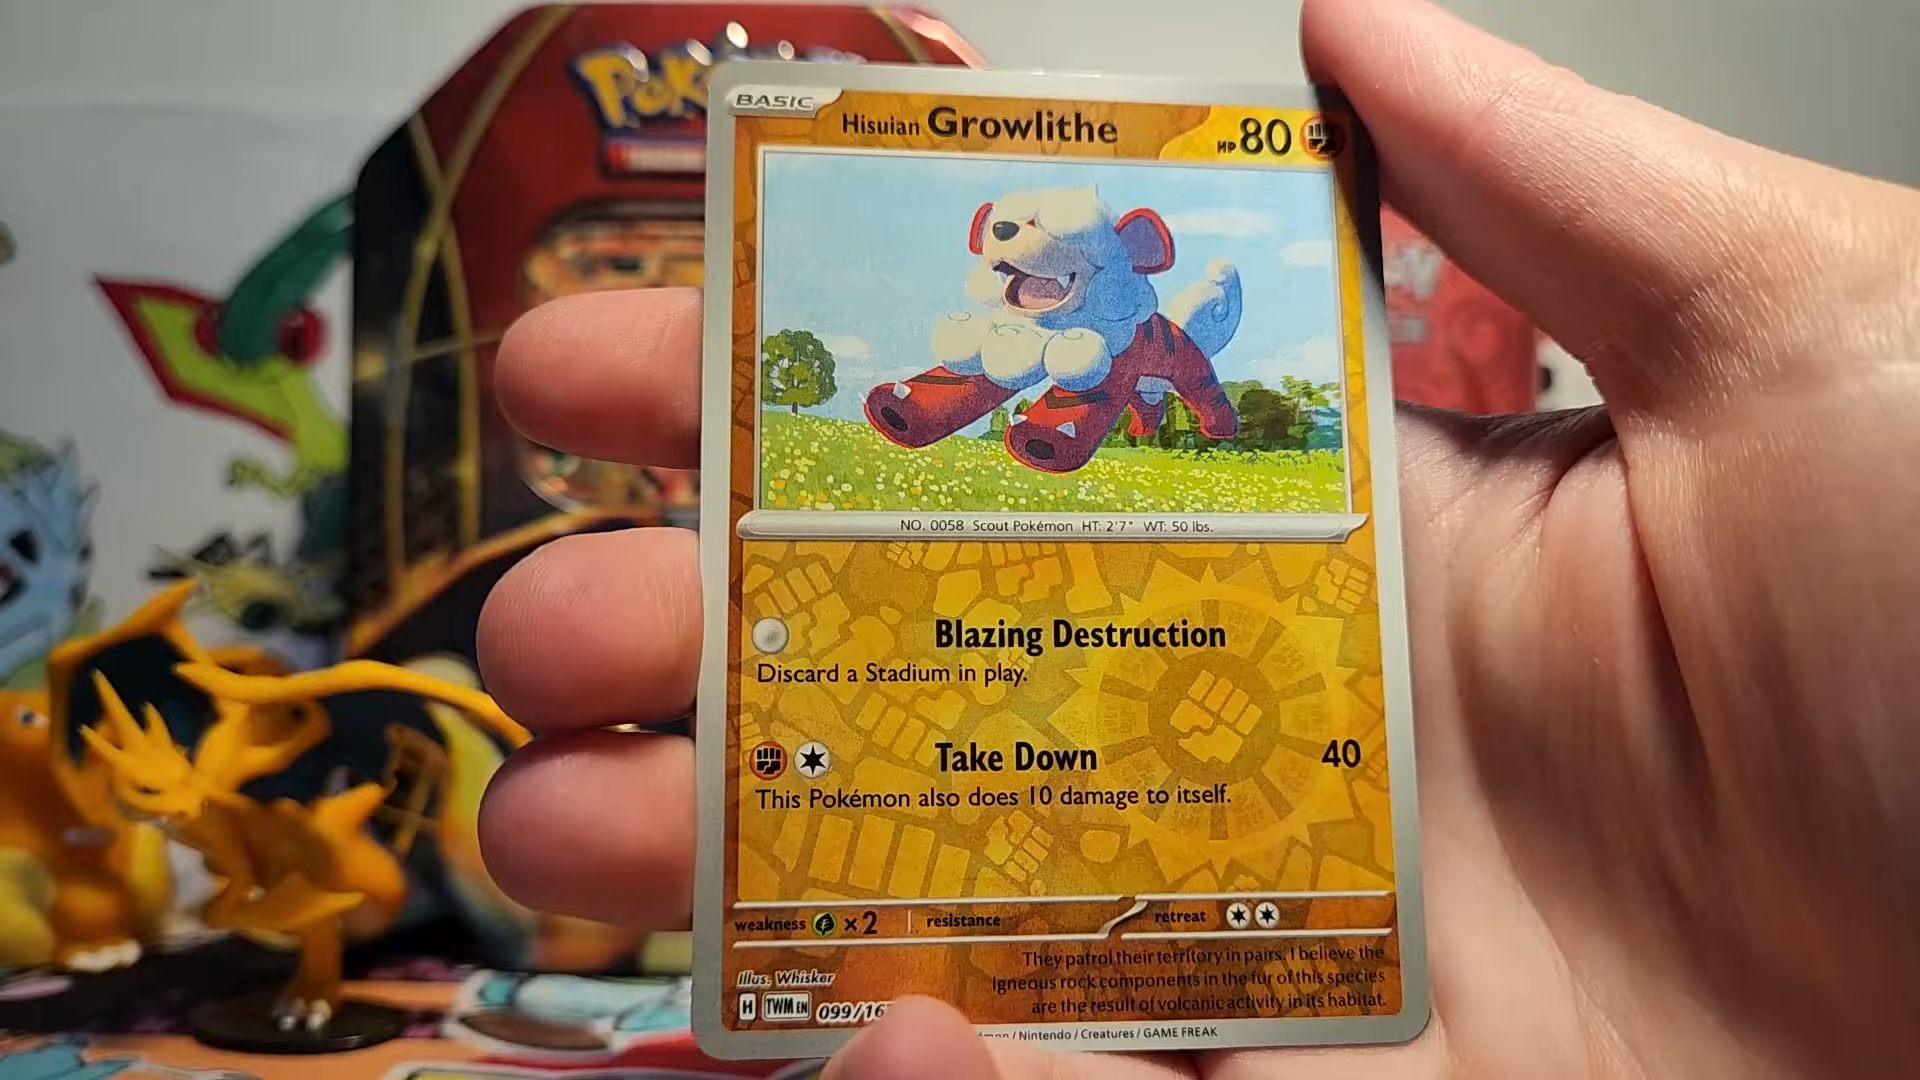 BASIC
Hisuian Growlithe
HP 80
NO. 0058 Scout Pokémon HT: 2'7" WT: 50 lbs.
Blazing Destruction
Discard a Stadium in play.
Take Down 40
This Pokémon also does 10 damage to itself.
weakness ×2 resistance retreat
They patrol their territory in pairs. I believe the
igneous rock components in the fur of this species
are the result of volcanic activity in its habitat.
Illus. Whisker
H TWM EN 099/16
/ Nintendo / Creatures / GAME FREAK